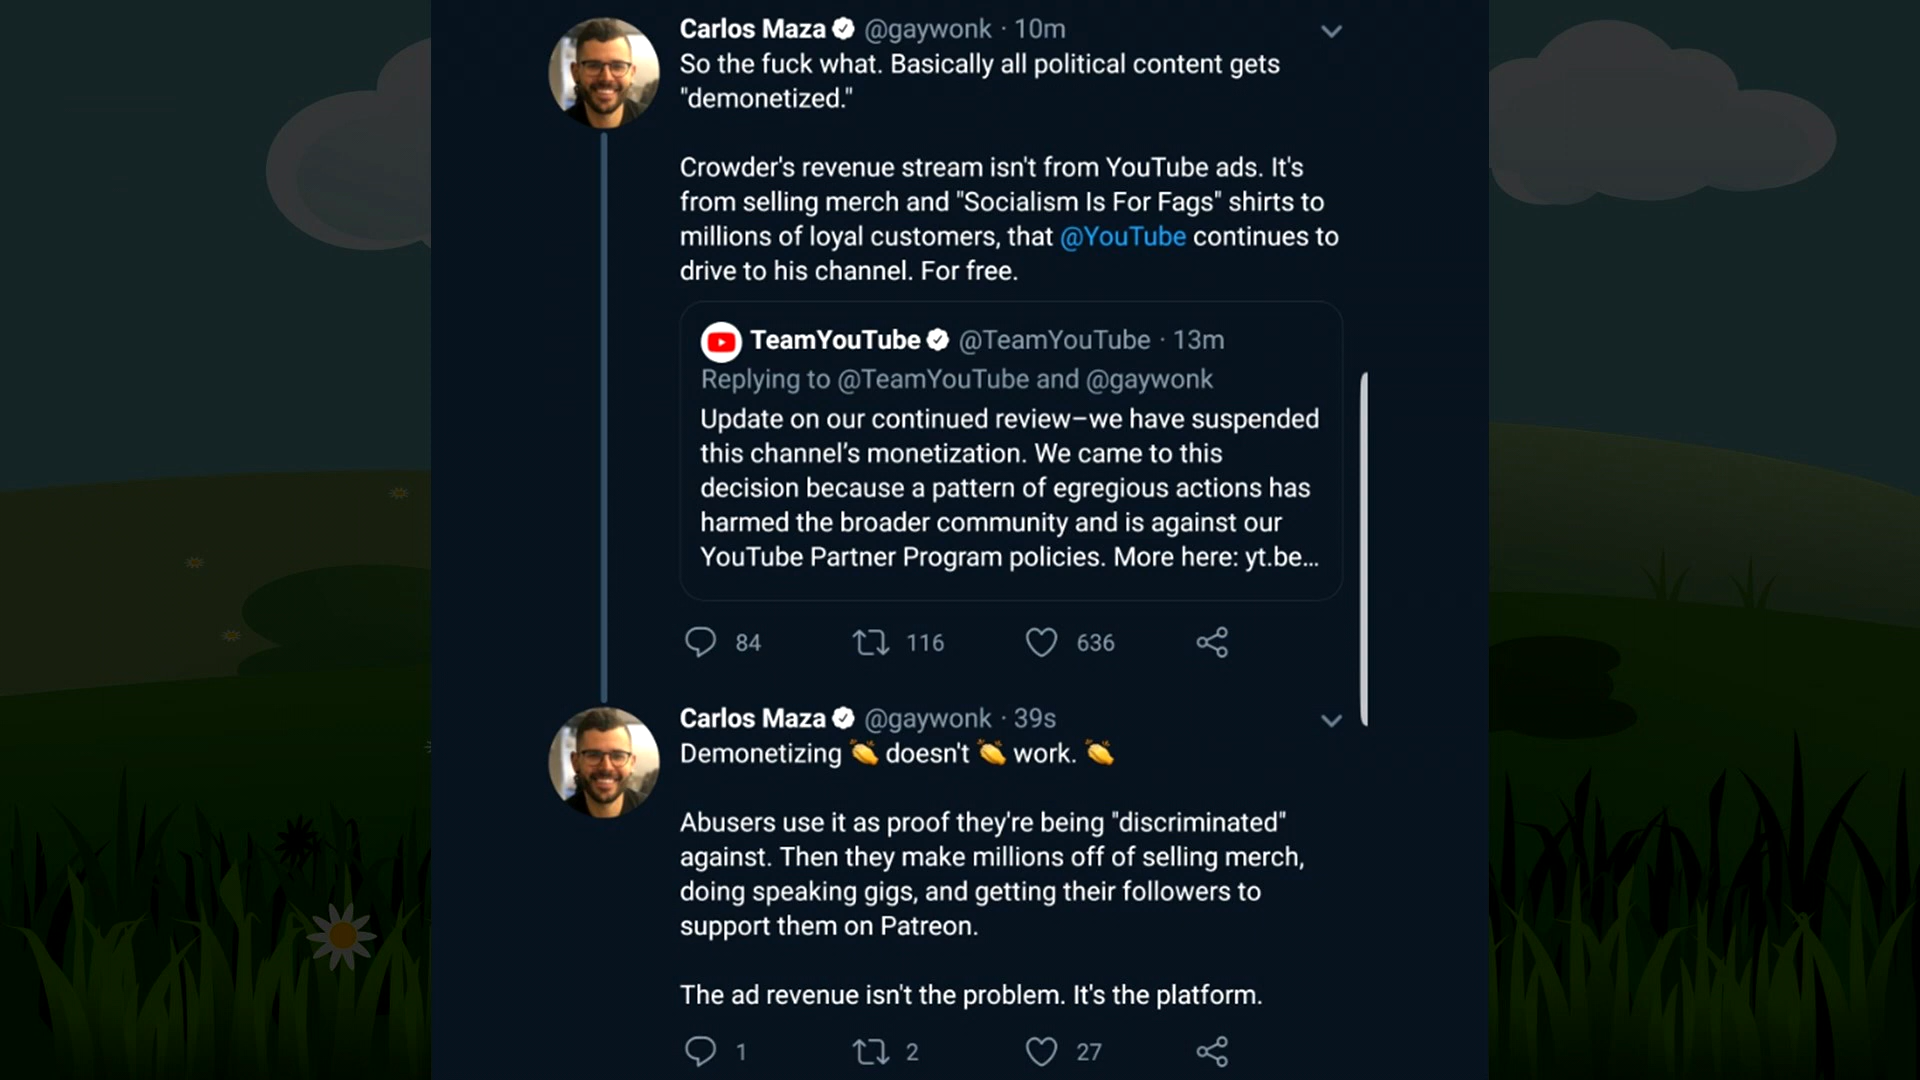 Carlos Maza @gaywonk · 10m
So the fuck what. Basically all political content gets
"demonetized."
Crowder's revenue stream isn't from YouTube ads. It's
from selling merch and "Socialism Is For Fags" shirts to
millions of loyal customers, that @YouTube continues to
drive to his channel. For free.
TeamYouTube @TeamYouTube · 13m
Replying to @TeamYouTube and @gaywonk
Update on our continued review–we have suspended
this channel’s monetization. We came to this
decision because a pattern of egregious actions has
harmed the broader community and is against our
YouTube Partner Program policies. More here: yt.be...
84 116 636
Carlos Maza @gaywonk · 39s
Demonetizing 👏 doesn't 👏 work. 👏
Abusers use it as proof they're being "discriminated"
against. Then they make millions off of selling merch,
doing speaking gigs, and getting their followers to
support them on Patreon.
The ad revenue isn't the problem. It's the platform.
1 2 27